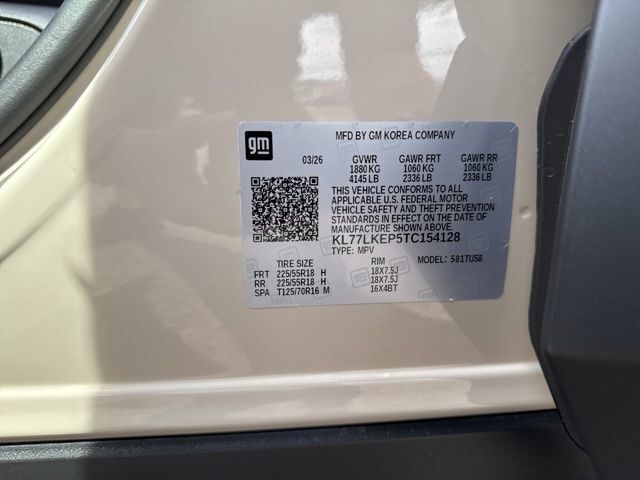 gm
MFD BY GM KOREA COMPANY
03/26 GVWR GAWR FRT GAWR RR
1880 KG 1060 KG 1060 KG
4145 LB 2336 LB 2336 LB
THIS VEHICLE CONFORMS TO ALL
APPLICABLE U.S. FEDERAL MOTOR
VEHICLE SAFETY AND THEFT PREVENTION
STANDARDS IN EFFECT ON THE DATE OF
MANUFACTURE SHOWN ABOVE.
KL77LKEP5TC154128
TYPE: MPV MODEL: 581TU58
TIRE SIZE RIM
FRT 225/55R18 H 18X7.5J
RR 225/55R18 H 18X7.5J
SPA T125/70R16 M 16X4BT